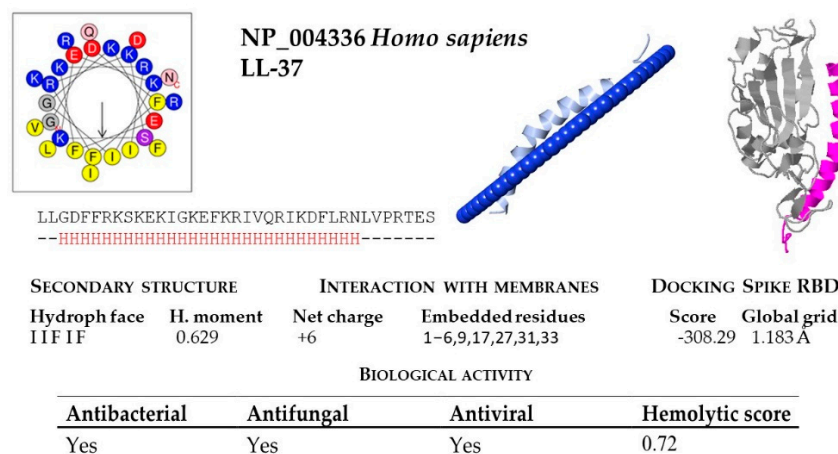 Q
R D
E D K K
K R
K R K N
C
G F R
V G E
K S
L F F I I F
I
NP_004336 Homo sapiens
LL-37
LLGDFFRKSKEKIGKEFKRIVQRIKDFLRNLVPRTES
--HHHHHHHHHHHHHHHHHHHHHHHHHHHH-------
SECONDARY STRUCTURE INTERACTION WITH MEMBRANES DOCKING SPIKE RBD
Hydroph face H. moment Net charge Embedded residues Score Global grid
I I F I F 0.629 +6 1−6,9,17,27,31,33 -308.29 1.183 Å
BIOLOGICAL ACTIVITY
Antibacterial Antifungal Antiviral Hemolytic score
Yes Yes Yes 0.72